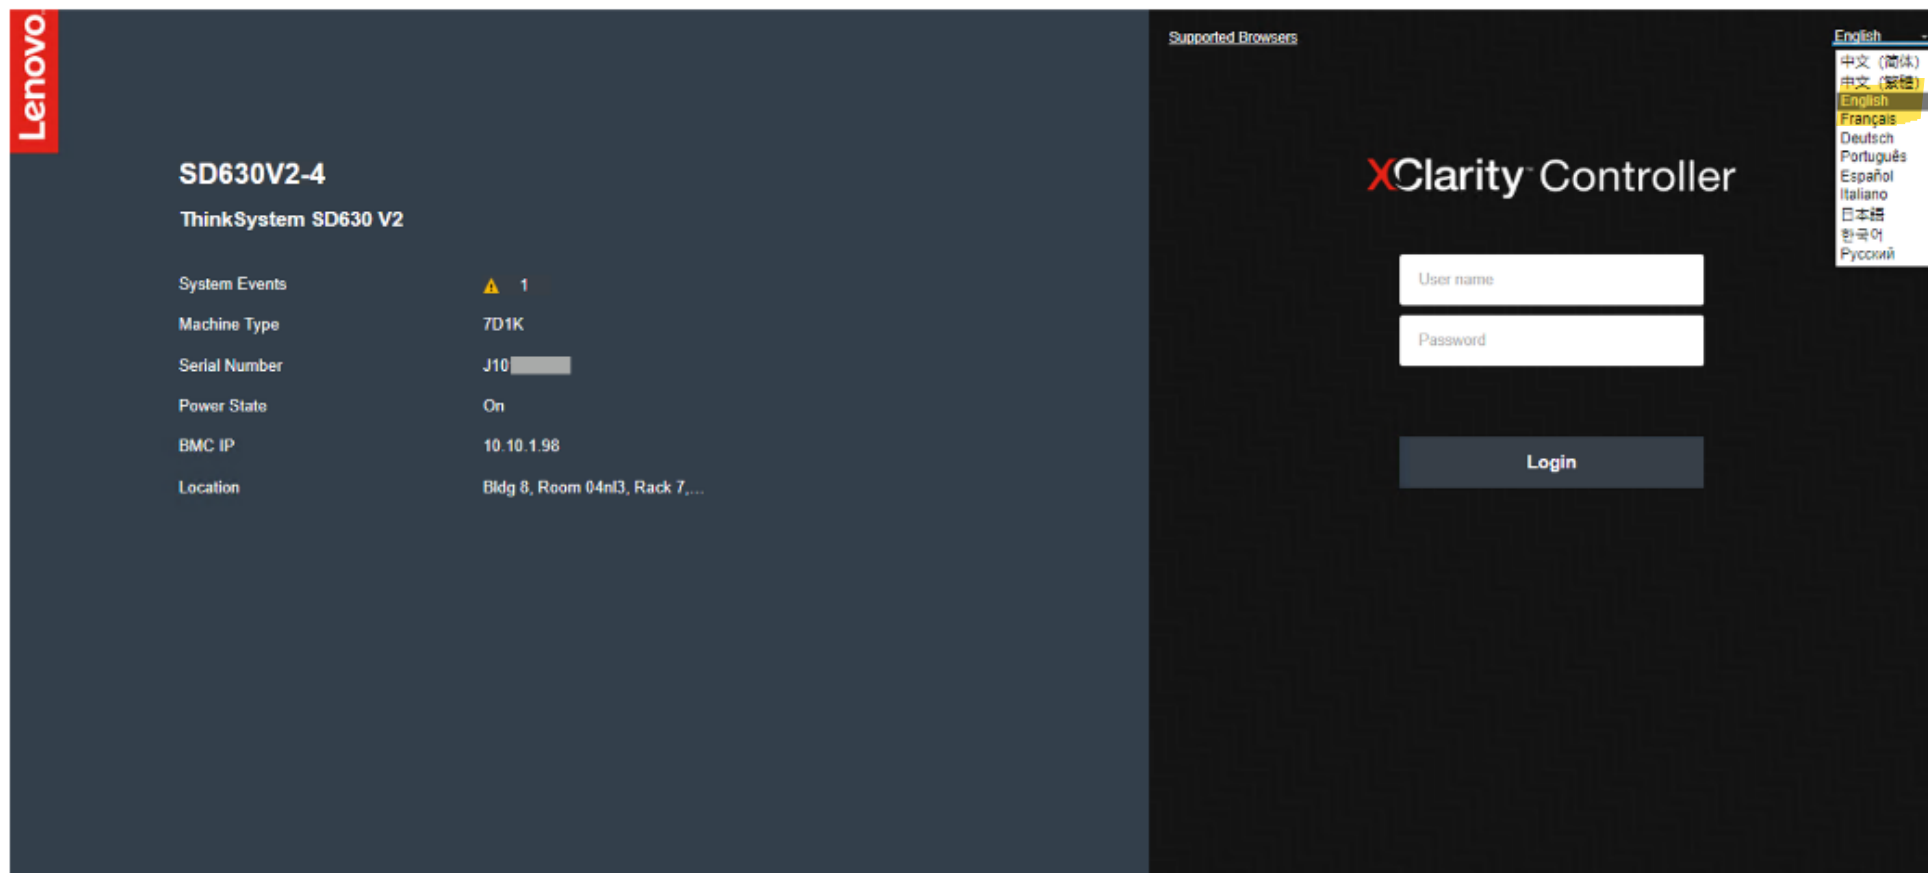 Lenovo
SD630V2-4
ThinkSystem SD630 V2
System Events 1
Machine Type 7D1K
Serial Number J10
Power State On
BMC IP 10.10.1.98
Location Bldg 8, Room 04nl3, Rack 7,...
Supported Browsers
English
中文 (简体)
中文 (繁體)
English
Français
Deutsch
Português
Español
Italiano
日本語
한국어
Русский
XClarity™ Controller
User name
Password
Login